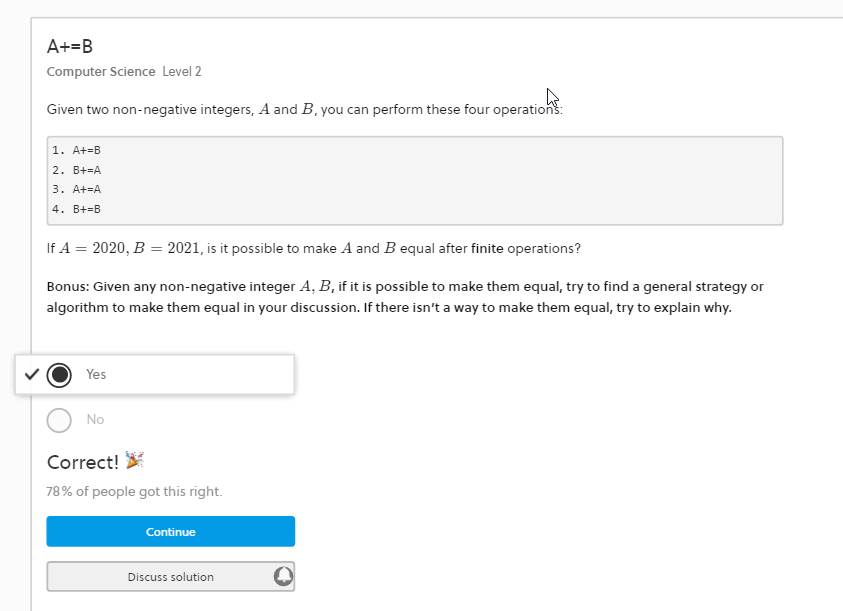 A+=B
Computer Science Level 2
Given two non-negative integers, A and B, you can perform these four operations:
1. A+=B
2. B+=A
3. A+=A
4. B+=B
If A = 2020, B = 2021, is it possible to make A and B equal after finite operations?
Bonus: Given any non-negative integer A, B, if it is possible to make them equal, try to find a general strategy or
algorithm to make them equal in your discussion. If there isn't a way to make them equal, try to explain why.
Yes
No
Correct! 🎉
78% of people got this right.
Continue
Discuss solution